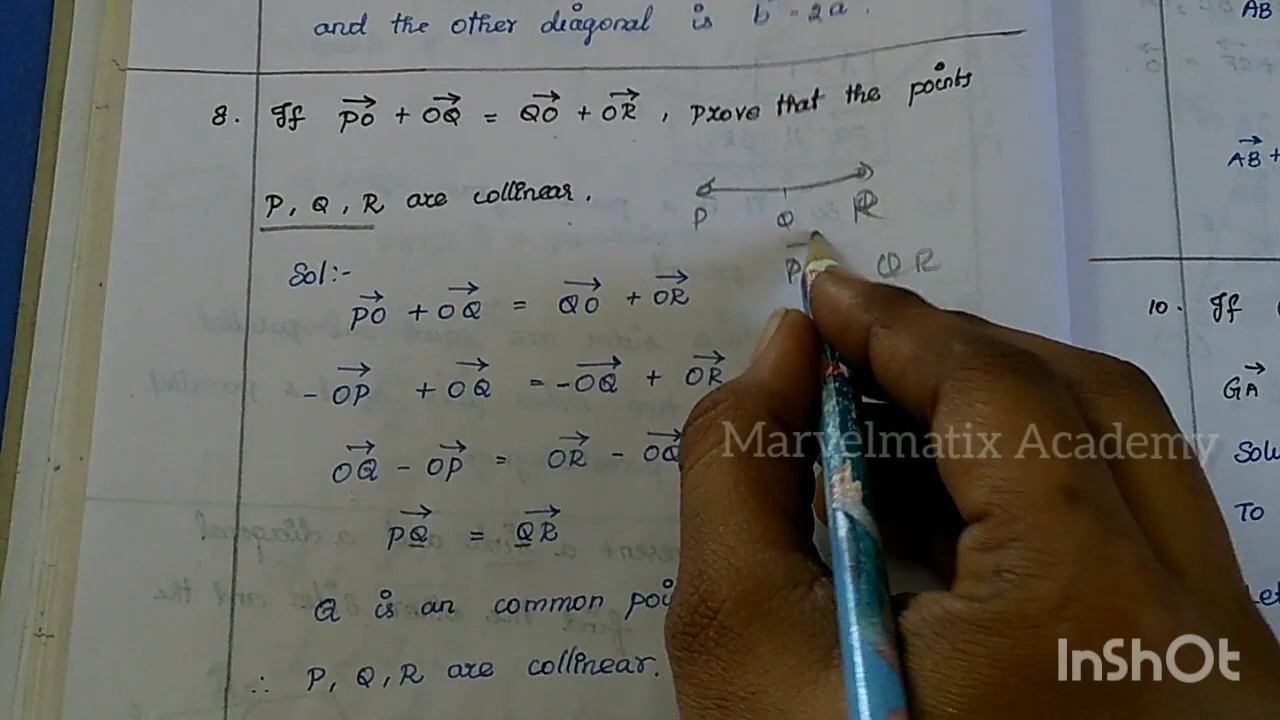 and the other diagonal is b = 2a.
8. If PO + OQ = QO + OR, prove that the points
P, Q, R are collinear.
P Q R
P Q R
Sol:-
PO + OQ = QO + OR
- OP + OQ = - OQ + OR
OQ - OP = OR - OQ
PQ = QR
Q is an common
∴ P, Q, R are collinear.
AB
AB +
10. If
GA
Solu
To
Marvelmatix Academy
InShOt